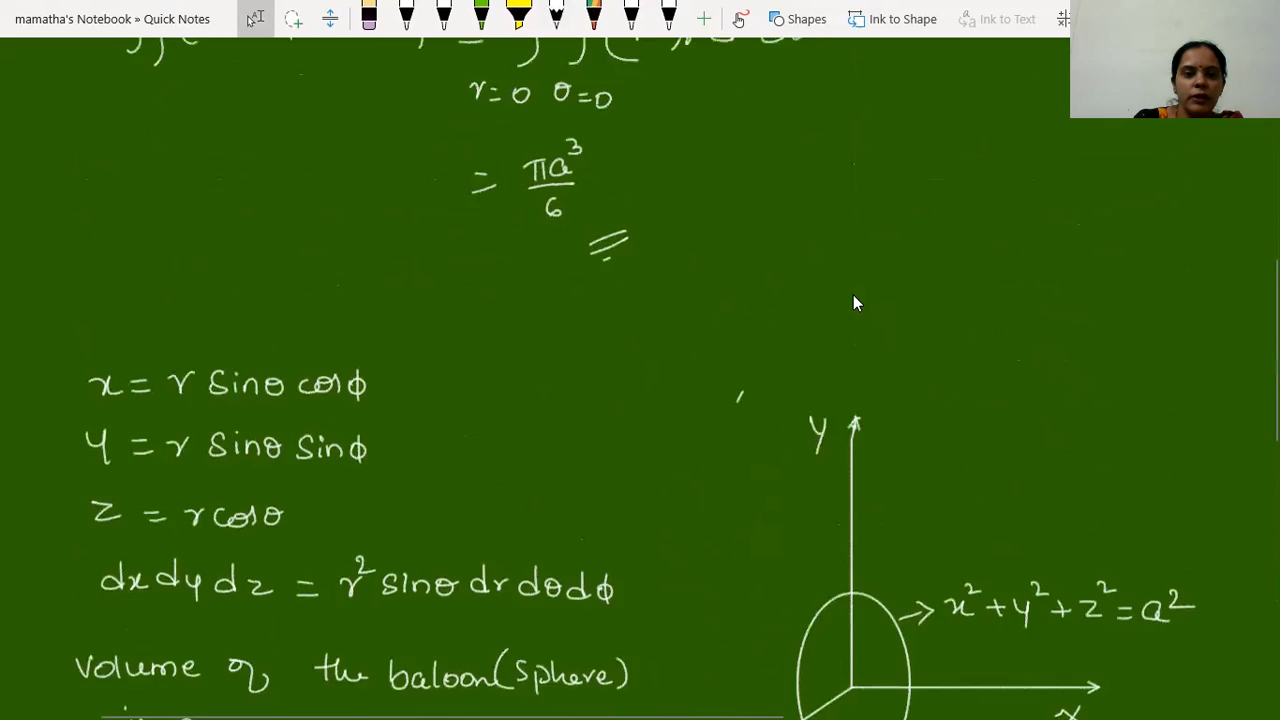 mamatha's Notebook » Quick Notes
Shapes
Ink to Shape
Ink to Text
r=0 θ=0
= πa³/6
x = r sinθ cosϕ
y = r sinθ sinϕ
z = r cosθ
dxdydz = r² sinθ dr dθ dϕ
volume of the baloon(sphere)
y
→ x²+y²+z²=a²
x